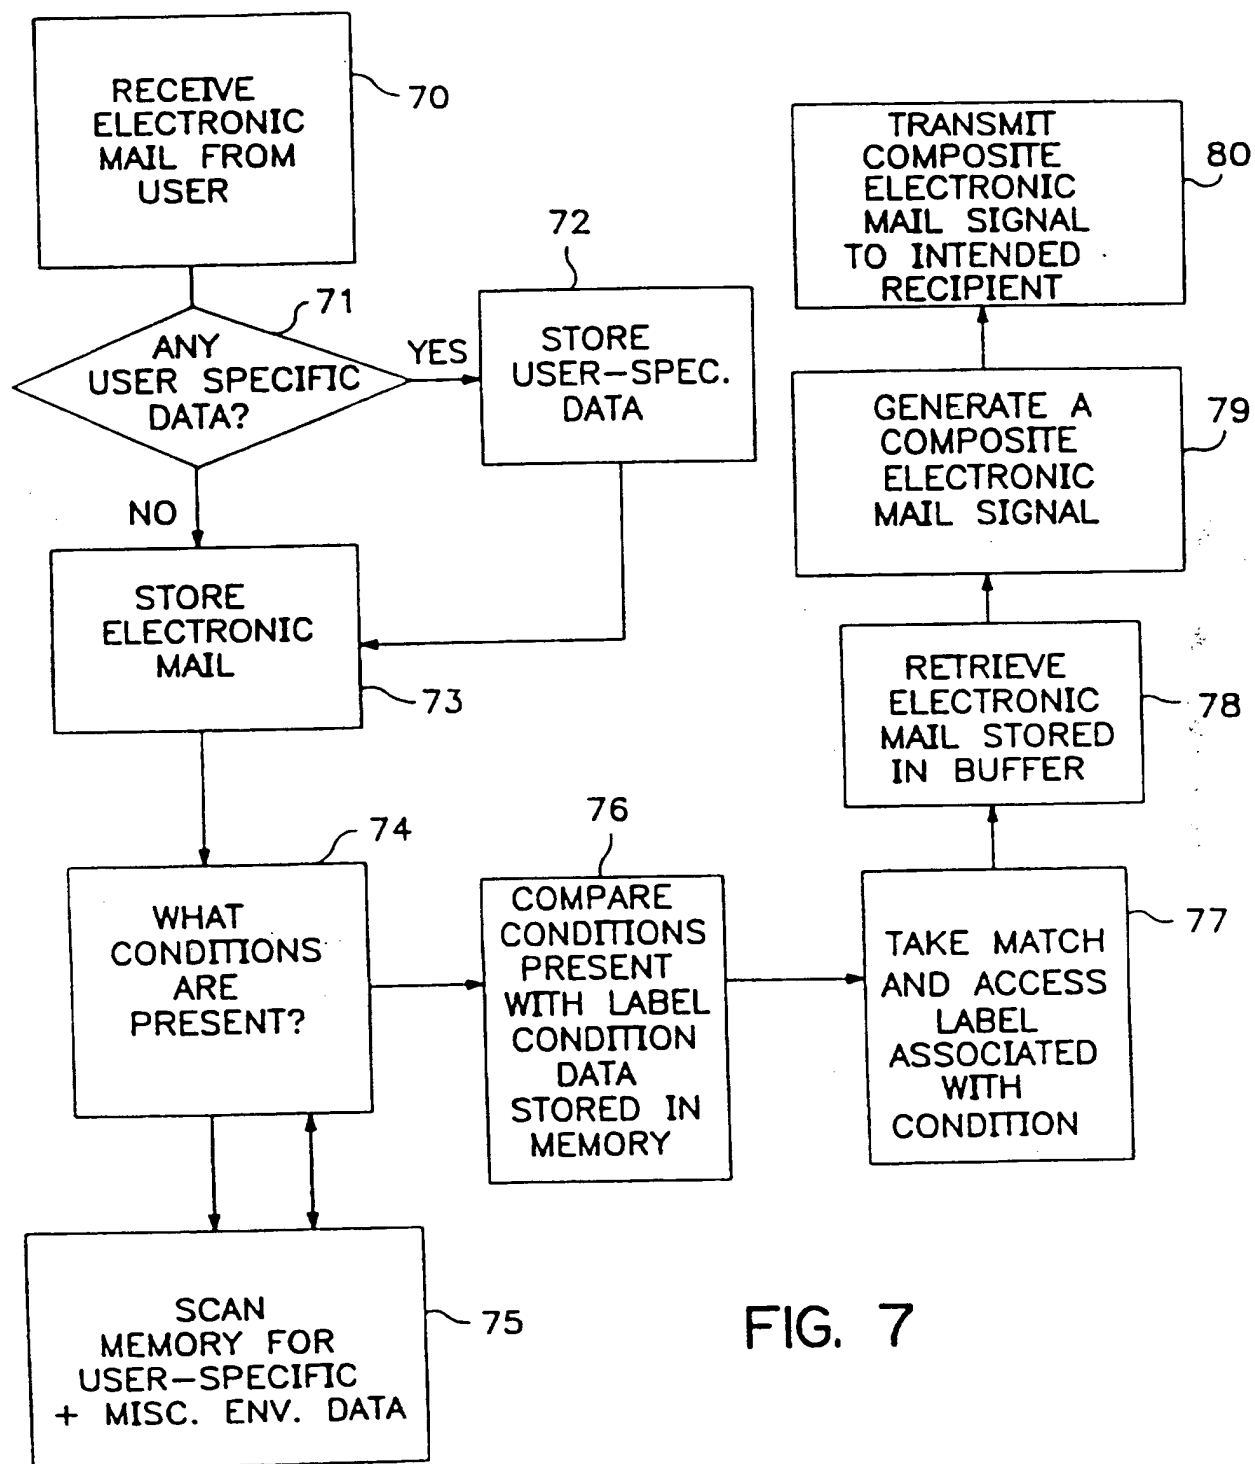 RECEIVE
ELECTRONIC
MAIL FROM
USER
70
71
ANY
USER SPECIFIC
DATA?
YES
NO
72
STORE
USER-SPEC.
DATA
STORE
ELECTRONIC
MAIL
73
74
WHAT
CONDITIONS
ARE
PRESENT?
SCAN
MEMORY FOR
USER-SPECIFIC
+ MISC. ENV. DATA
75
76
COMPARE
CONDITIONS
PRESENT
WITH LABEL
CONDITION
DATA
STORED IN
MEMORY
TAKE MATCH
AND ACCESS
LABEL
ASSOCIATED
WITH
CONDITION
77
RETRIEVE
ELECTRONIC
MAIL STORED
IN BUFFER
78
GENERATE A
COMPOSITE
ELECTRONIC
MAIL SIGNAL
79
TRANSMIT
COMPOSITE
ELECTRONIC
MAIL SIGNAL
TO INTENDED
RECIPIENT
80
FIG. 7